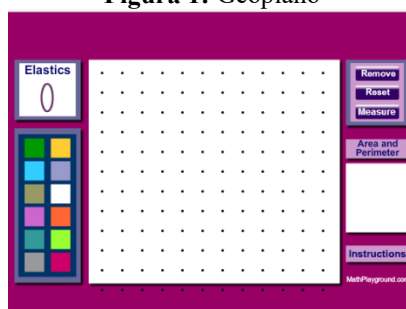 Figura 1. Geoplano
Elastics
Remove
Reset
Measure
Area and
Perimeter
Instructions
MathPlayground.com